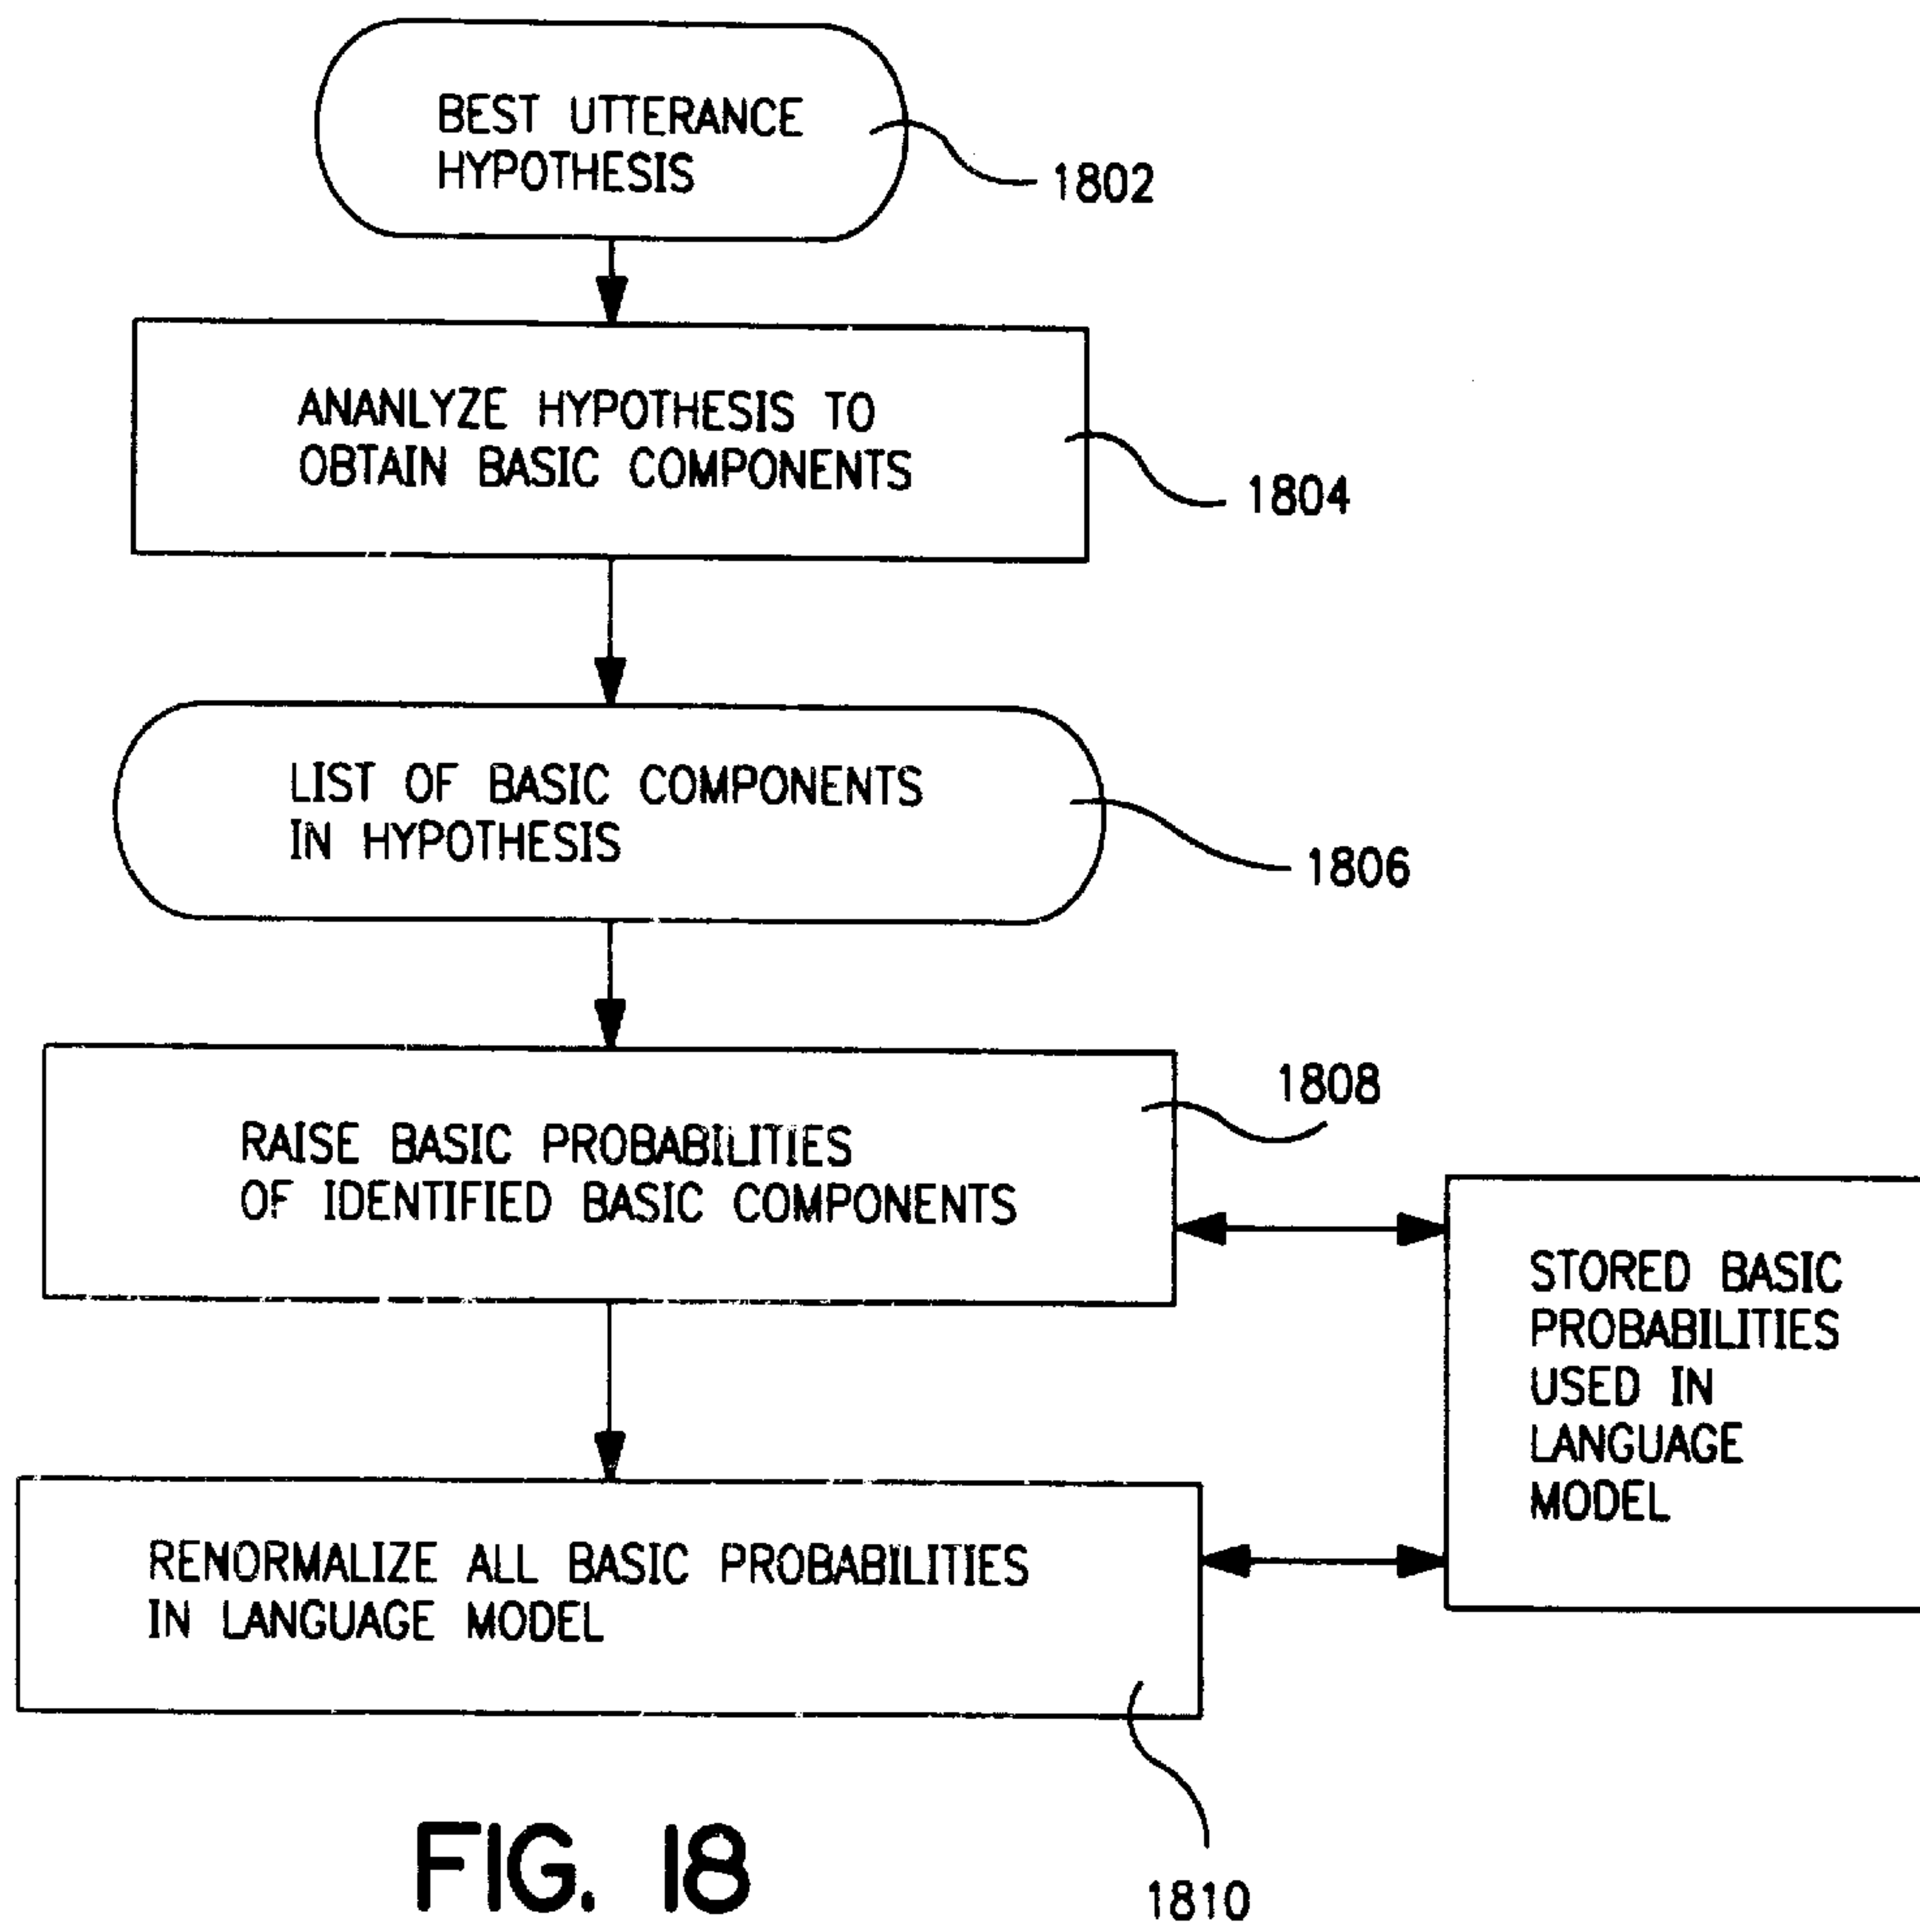 BEST UTTERANCE
HYPOTHESIS
1802
ANANLYZE HYPOTHESIS TO
OBTAIN BASIC COMPONENTS
1804
LIST OF BASIC COMPONENTS
IN HYPOTHESIS
1806
1808
RAISE BASIC PROBABILITIES
OF IDENTIFIED BASIC COMPONENTS
STORED BASIC
PROBABILITIES
USED IN
LANGUAGE
MODEL
RENORMALIZE ALL BASIC PROBABILITIES
IN LANGUAGE MODEL
1810
FIG. 18